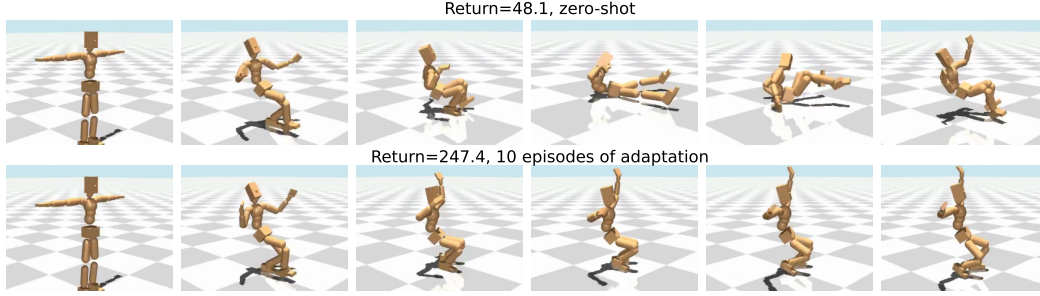 Return=48.1, zero-shot
Return=247.4, 10 episodes of adaptation